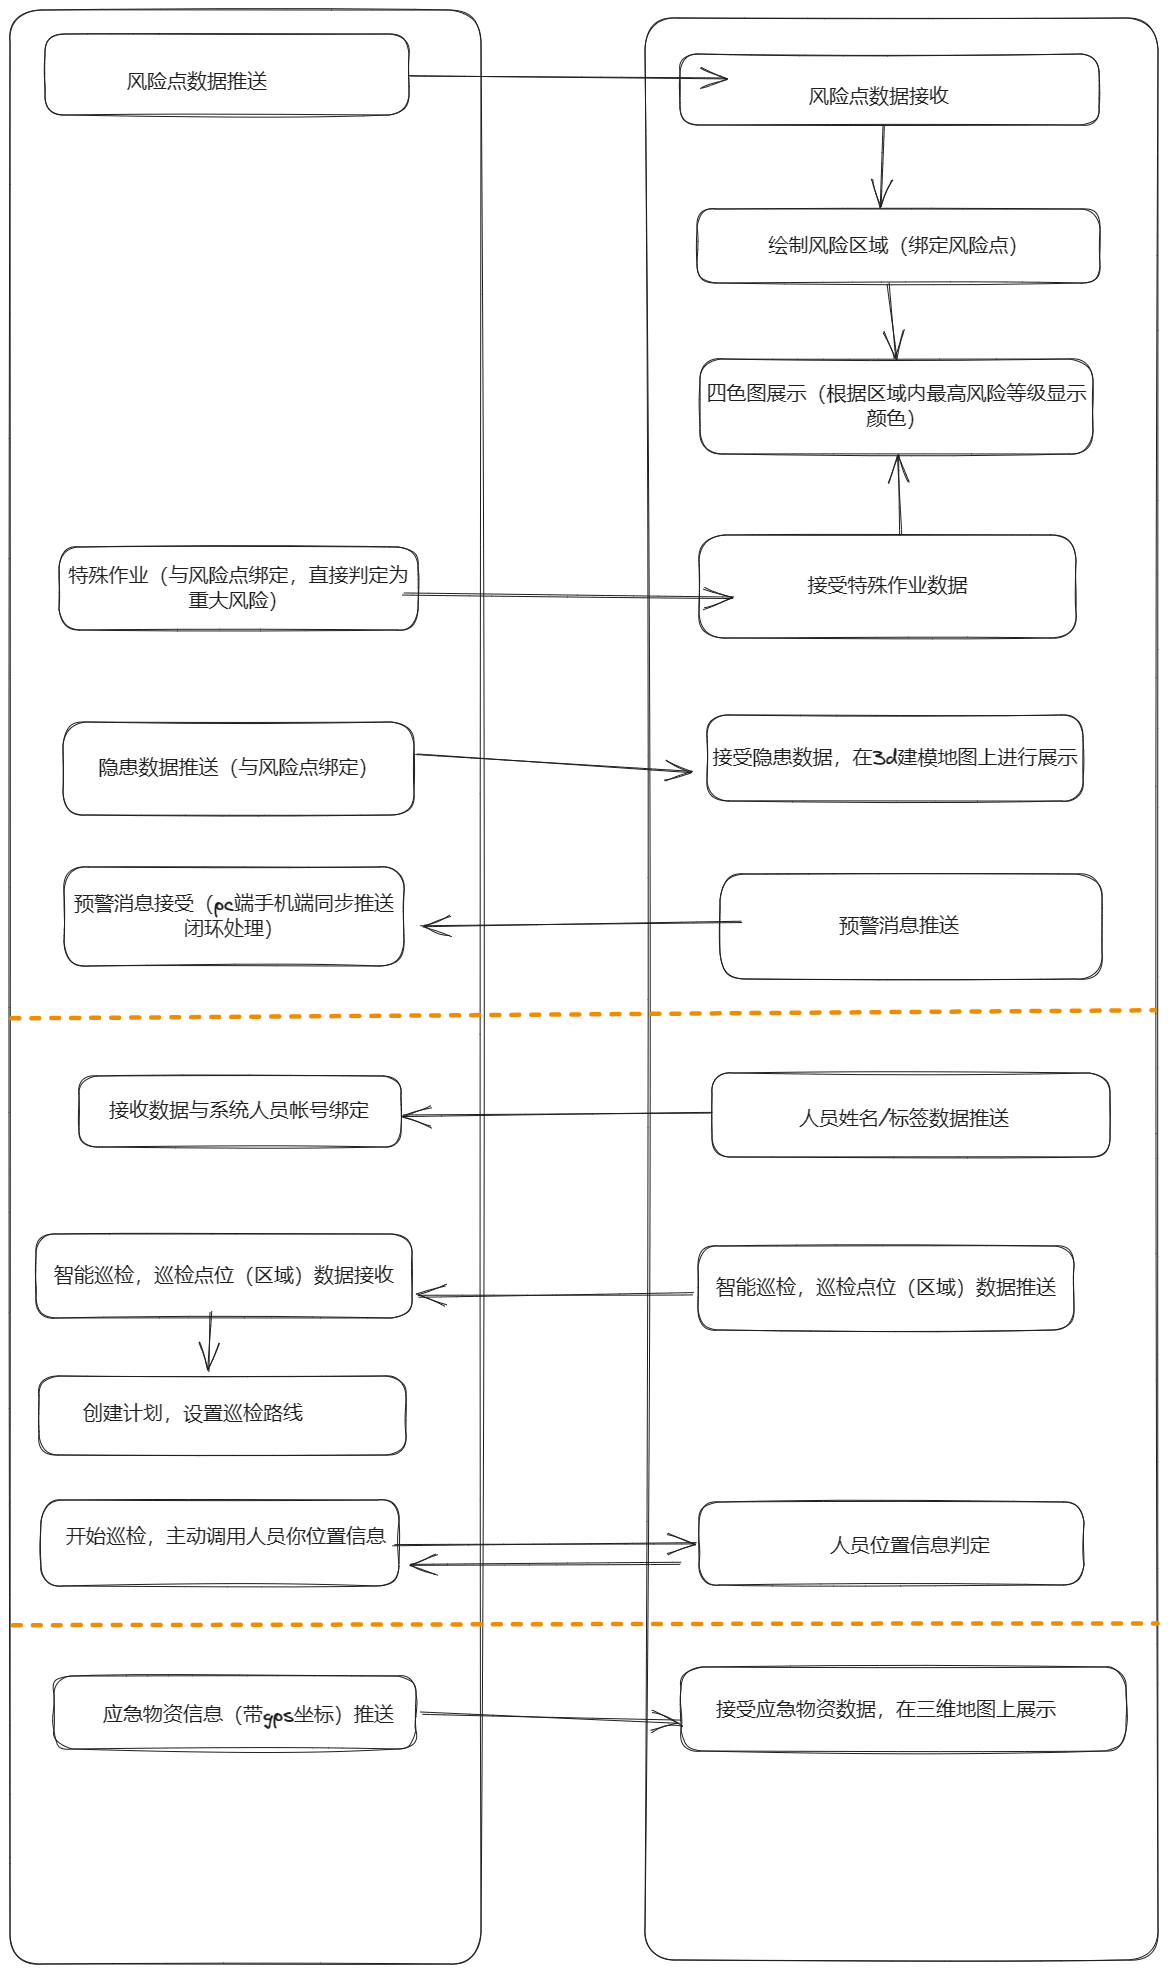 风险点数据推送
风险点数据接收
绘制风险区域（绑定风险点）
四色图展示（根据区域内最高风险等级显示
颜色）
特殊作业（与风险点绑定，直接判定为
重大风险）
接受特殊作业数据
隐患数据推送（与风险点绑定）
接受隐患数据，在3d建模地图上进行展示
预警消息接受（pc端手机端同步推送
闭环处理）
预警消息推送
接收数据与系统人员帐号绑定
人员姓名/标签数据推送
智能巡检，巡检点位（区域）数据接收
智能巡检，巡检点位（区域）数据推送
创建计划，设置巡检路线
开始巡检，主动调用人员你位置信息
人员位置信息判定
应急物资信息（带gps坐标）推送
接受应急物资数据，在三维地图上展示